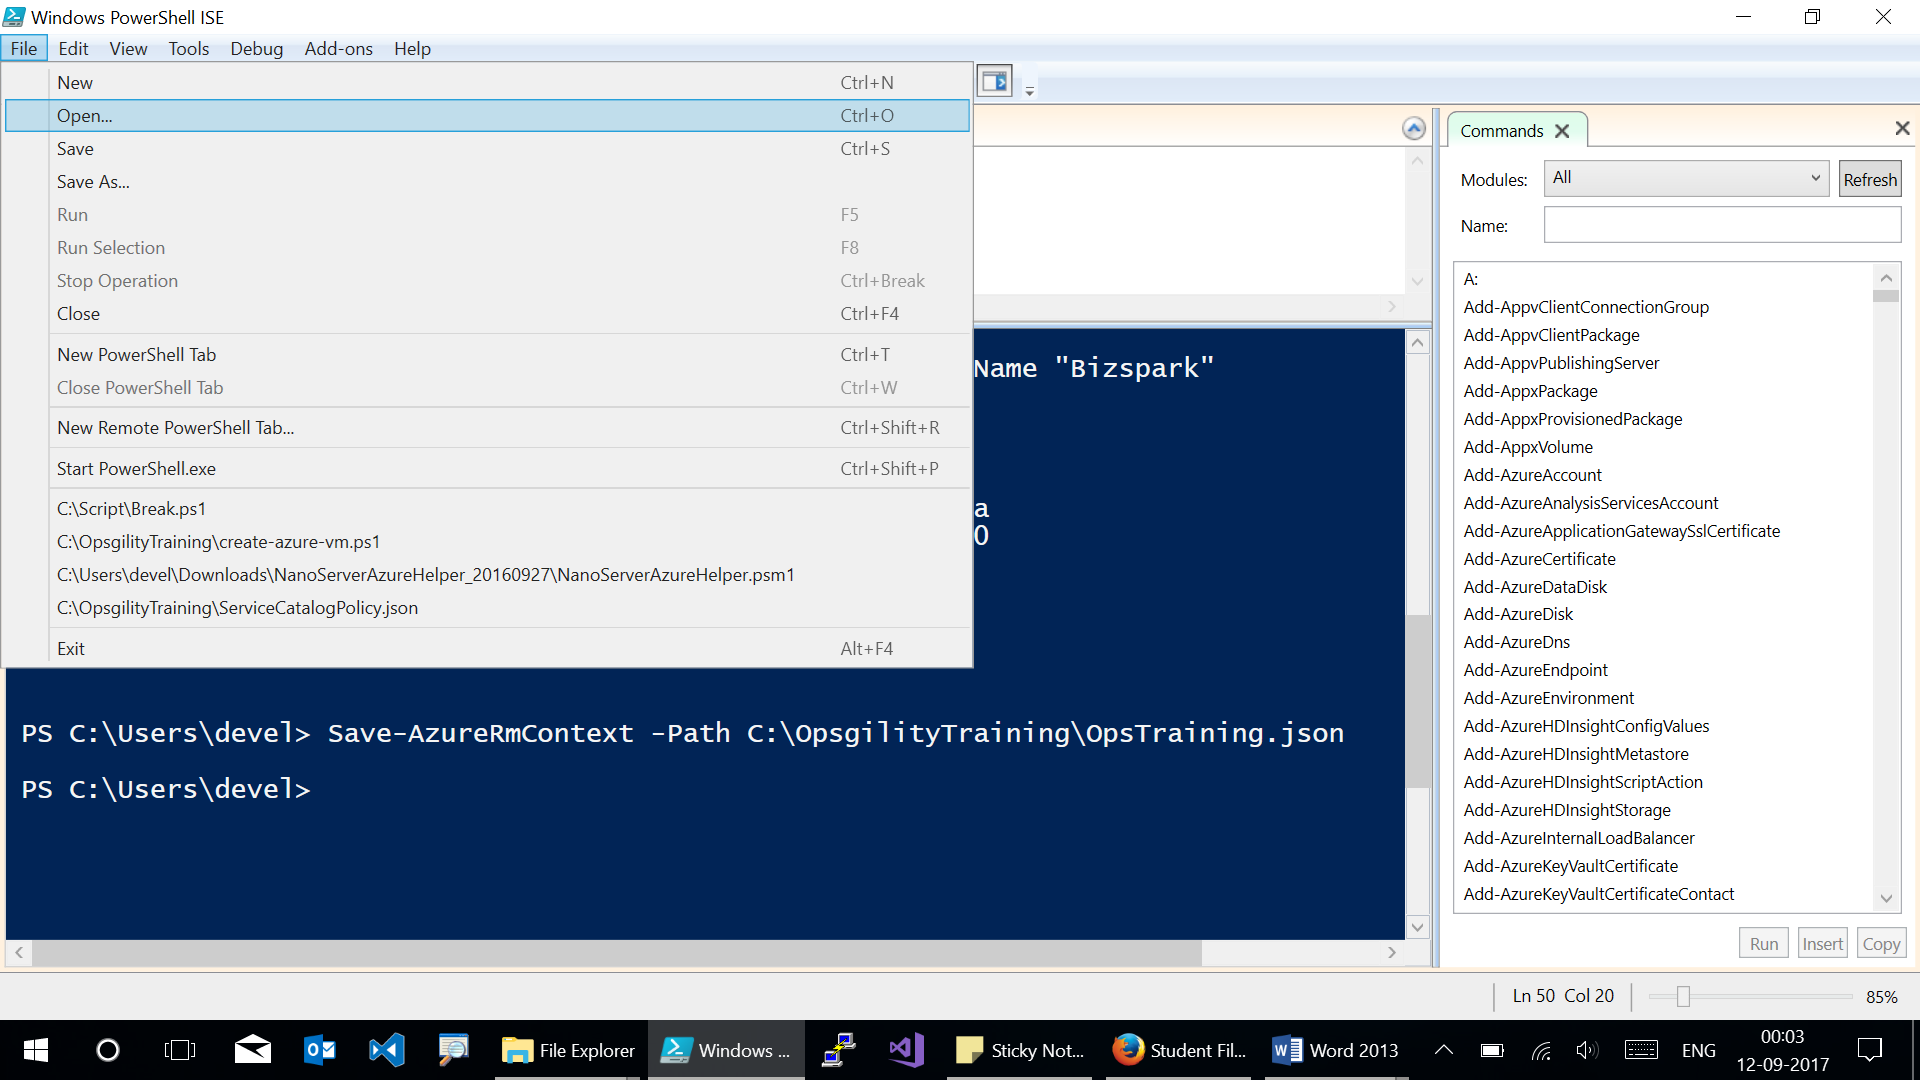 Windows PowerShell ISE
File Edit View Tools Debug Add-ons Help
New Ctrl+N
Open... Ctrl+O
Save Ctrl+S
Save As...
Run F5
Run Selection F8
Stop Operation Ctrl+Break
Close Ctrl+F4
New PowerShell Tab Ctrl+T
Close PowerShell Tab Ctrl+W
New Remote PowerShell Tab... Ctrl+Shift+R
Start PowerShell.exe Ctrl+Shift+P
C:\Script\Break.ps1
C:\OpsgilityTraining\create-azure-vm.ps1
C:\Users\devel\Downloads\NanoServerAzureHelper_20160927\NanoServerAzureHelper.psm1
C:\OpsgilityTraining\ServiceCatalogPolicy.json
Exit Alt+F4
Name "Bizspark"
a
0
PS C:\Users\devel> Save-AzureRmContext -Path C:\OpsgilityTraining\OpsTraining.json
PS C:\Users\devel>
Commands
Modules: All Refresh
Name:
A:
Add-AppvClientConnectionGroup
Add-AppvClientPackage
Add-AppvPublishingServer
Add-AppxPackage
Add-AppxProvisionedPackage
Add-AppxVolume
Add-AzureAccount
Add-AzureAnalysisServicesAccount
Add-AzureApplicationGatewaySslCertificate
Add-AzureCertificate
Add-AzureDataDisk
Add-AzureDisk
Add-AzureDns
Add-AzureEndpoint
Add-AzureEnvironment
Add-AzureHDInsightConfigValues
Add-AzureHDInsightMetastore
Add-AzureHDInsightScriptAction
Add-AzureHDInsightStorage
Add-AzureInternalLoadBalancer
Add-AzureKeyVaultCertificate
Add-AzureKeyVaultCertificateContact
Run Insert Copy
Ln 50 Col 20 85%
File Explorer Windows ... Sticky Not... Student Fil... Word 2013 ENG
00:03
12-09-2017